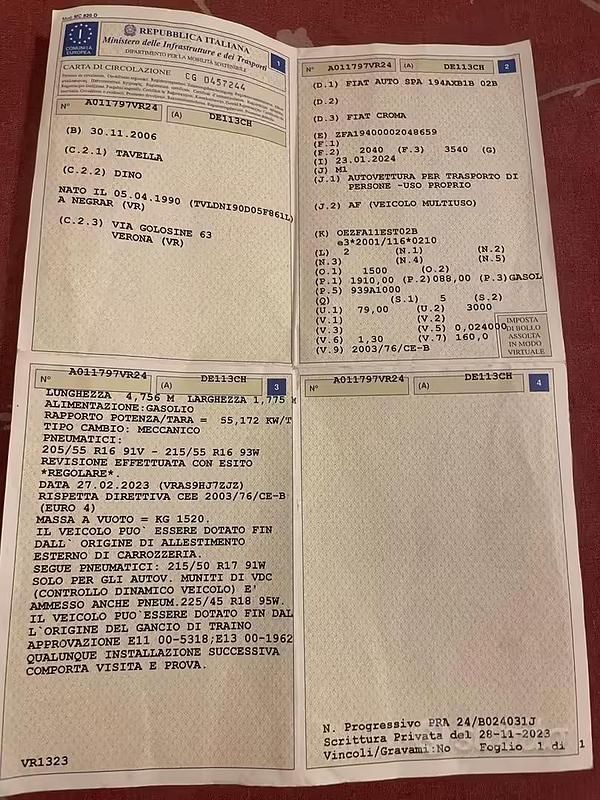 Mod. MC 820 D
REPUBBLICA ITALIANA
Ministero delle Infrastrutture e dei Trasporti
DIPARTIMENTO PER LA MOBILITÀ SOSTENIBILE
I
COMUNITÀ
EUROPEA
1
CARTA DI CIRCOLAZIONE
CG 0457244
N° A011797VR24 (A) DE113CH
(B) 30.11.2006
(C.2.1) TAVELLA
(C.2.2) DINO
NATO IL 05.04.1990 (TVLDNI90D05F861L)
A NEGRAR (VR)
(C.2.3) VIA GOLOSINE 63
VERONA (VR)
N° A011797VR24 (A) DE113CH 2
(D.1) FIAT AUTO SPA 194AXB1B 02B
(D.2)
(D.3) FIAT CROMA
(E) ZFA19400002048659
(F.1)
(F.2) 2040 (F.3) 3540 (G)
(I) 23.01.2024
(J) M1
(J.1) AUTOVETTURA PER TRASPORTO DI
PERSONE -USO PROPRIO
(J.2) AF (VEICOLO MULTIUSO)
(K) OEZFA11EST02B
e3*2001/116*0210
(L) 2 (N.1) (N.2)
(N.3) (N.4) (N.5)
(O.1) 1500 (O.2)
(P.1) 1910,00 (P.2)088,00 (P.3)GASOL
(P.5) 939A1000
(Q) (S.1) 5 (S.2)
(U.1) 79,00 (U.2) 3000
(V.1) (V.2)
(V.3) (V.5) 0,024000
(V.6) 1,30 (V.7) 160,0
(V.9) 2003/76/CE-B
IMPOSTA
DI BOLLO
ASSOLTA
IN MODO
VIRTUALE
N° A011797VR24 (A) DE113CH 3
LUNGHEZZA 4,756 M LARGHEZZA 1,775 M
ALIMENTAZIONE:GASOLIO
RAPPORTO POTENZA/TARA = 55,172 KW/T
TIPO CAMBIO: MECCANICO
PNEUMATICI:
205/55 R16 91V - 215/55 R16 93W
REVISIONE EFFETTUATA CON ESITO
*REGOLARE*.
DATA 27.02.2023 (VRAS9HJ7ZJZ)
RISPETTA DIRETTIVA CEE 2003/76/CE-B
(EURO 4)
MASSA A VUOTO = KG 1520.
IL VEICOLO PUO` ESSERE DOTATO FIN
DALL` ORIGINE DI ALLESTIMENTO
ESTERNO DI CARROZZERIA.
SEGUE PNEUMATICI: 215/50 R17 91W
SOLO PER GLI AUTOV. MUNITI DI VDC
(CONTROLLO DINAMICO VEICOLO) E'
AMMESSO ANCHE PNEUM.225/45 R18 95W.
IL VEICOLO PUO`ESSERE DOTATO FIN DAL
L`ORIGINE DEL GANCIO DI TRAINO
APPROVAZIONE E11 00-5318;E13 00-1962
QUALUNQUE INSTALLAZIONE SUCCESSIVA
COMPORTA VISITA E PROVA.
VR1323
N° A011797VR24 (A) DE113CH 4
N. Progressivo PRA 24/B024031J
Scrittura Privata del 28-11-2023
Vincoli/Gravami:No Foglio 1 di 1